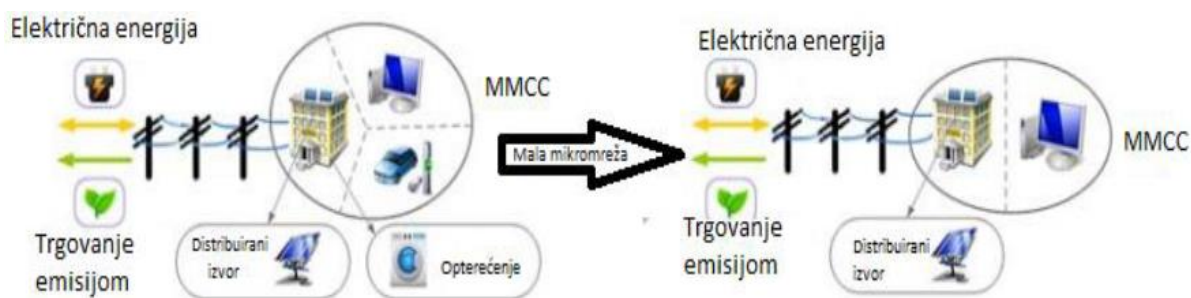 Električna energija
MMCC
Trgovanje
emisijom
Distribuirani
izvor
Opterećenje
Mala mikromreža
Električna energija
MMCC
Trgovanje
emisijom
Distribuirani
izvor